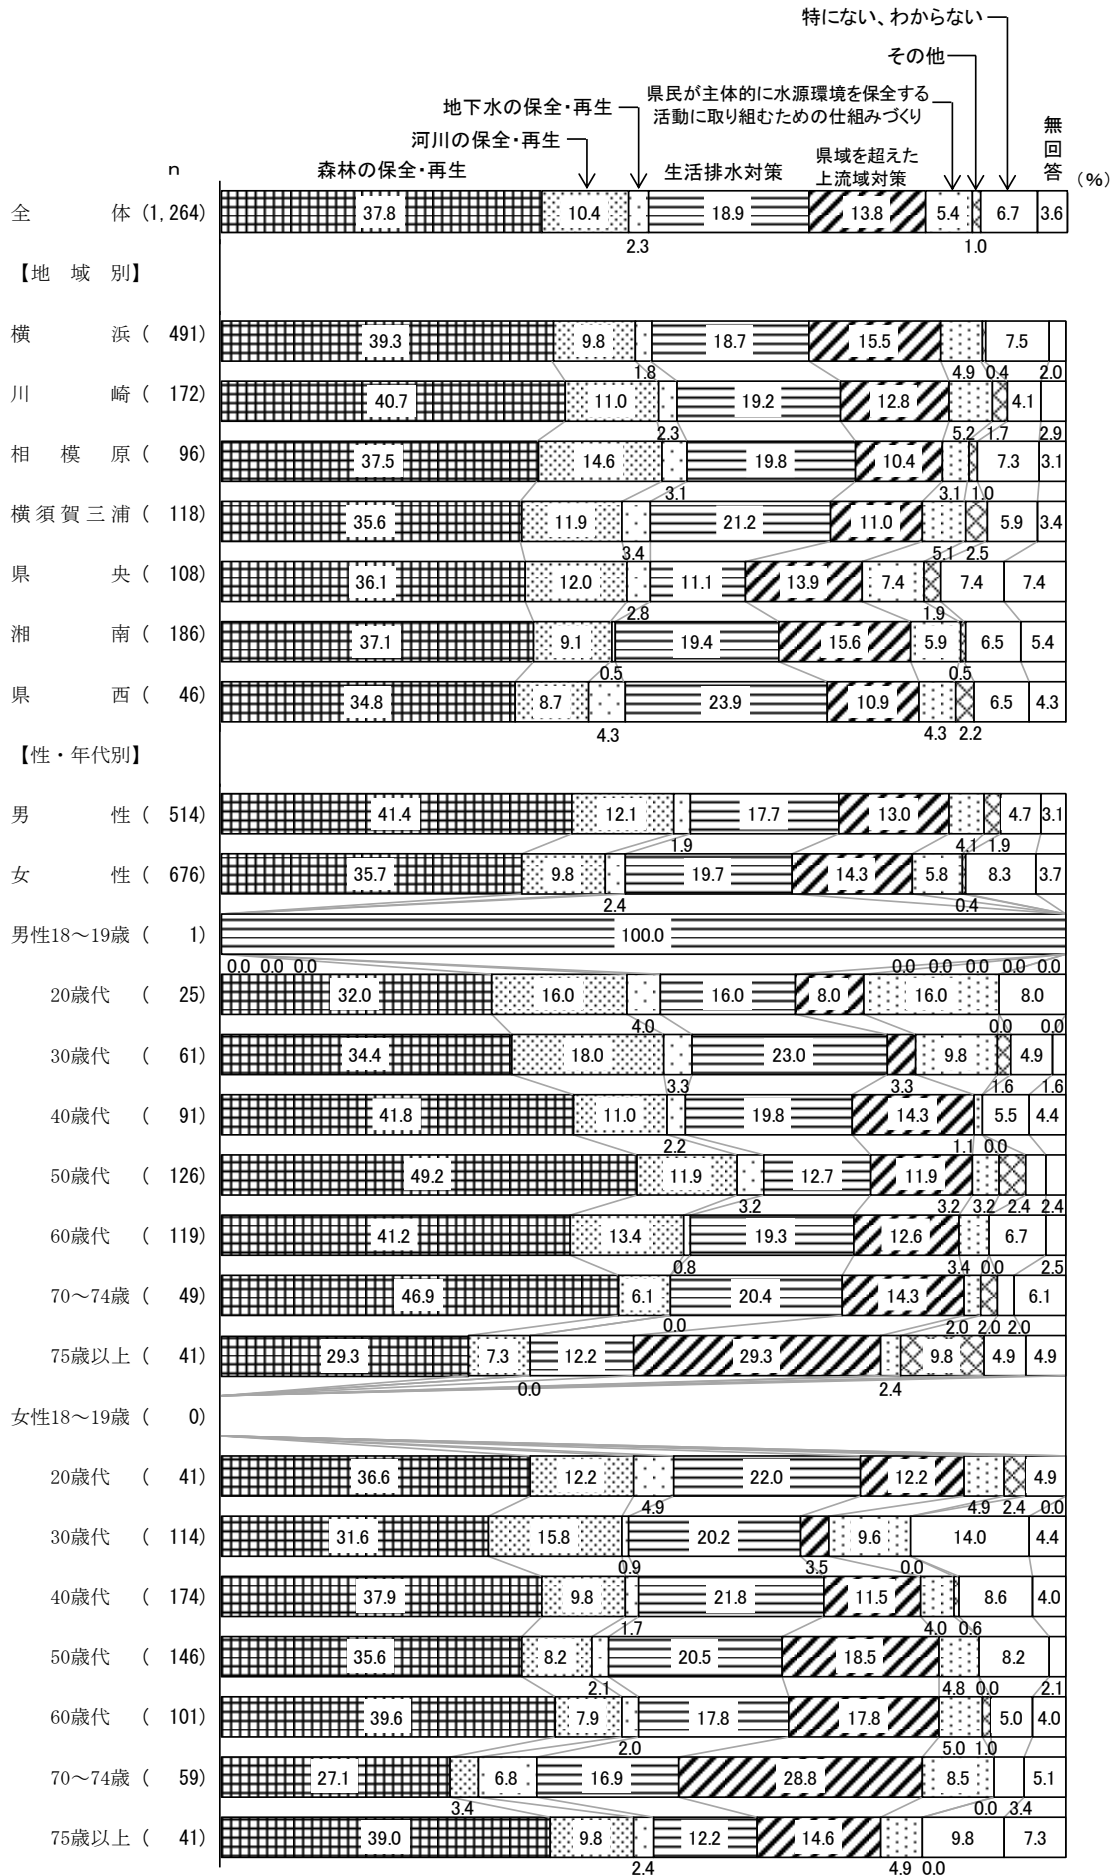 特にない、わからない
その他
県民が主体的に水源環境を保全する
活動に取り組むための仕組みづくり
地下水の保全・再生
河川の保全・再生
森林の保全・再生
生活排水対策
県域を超えた
上流域対策
無回答
n
(%)
全体(1,264) 37.8 10.4 18.9 13.8 5.4 6.7 3.6
2.3 1.0
【地域別】
横浜( 491) 39.3 9.8 18.7 15.5 7.5
1.8 4.9 0.4 2.0
川崎( 172) 40.7 11.0 19.2 12.8 4.1
2.3 5.2 1.7 2.9
相模原( 96) 37.5 14.6 19.8 10.4 7.3 3.1
3.1 3.1 1.0
横須賀三浦( 118) 35.6 11.9 21.2 11.0 5.9 3.4
3.4 5.1 2.5
県央( 108) 36.1 12.0 11.1 13.9 7.4 7.4 7.4
2.8 1.9
湘南( 186) 37.1 9.1 19.4 15.6 5.9 6.5 5.4
0.5 0.5
県西( 46) 34.8 8.7 23.9 10.9 6.5 4.3
4.3 4.3 2.2
【性・年代別】
男性( 514) 41.4 12.1 17.7 13.0 4.7 3.1
1.9 4.1 1.9
女性( 676) 35.7 9.8 19.7 14.3 5.8 8.3 3.7
2.4 0.4
男性18～19歳( 1) 100.0
0.0 0.0 0.0 0.0 0.0 0.0 0.0 0.0
20歳代( 25) 32.0 16.0 16.0 8.0 16.0 8.0
4.0 0.0 0.0
30歳代( 61) 34.4 18.0 23.0 9.8 4.9
3.3 3.3 1.6 1.6
40歳代( 91) 41.8 11.0 19.8 14.3 5.5 4.4
2.2 1.1 0.0
50歳代( 126) 49.2 11.9 12.7 11.9
3.2 3.2 3.2 2.4 2.4
60歳代( 119) 41.2 13.4 19.3 12.6 6.7
0.8 3.4 0.0 2.5
70～74歳( 49) 46.9 6.1 20.4 14.3 6.1
0.0 2.0 2.0 2.0
75歳以上( 41) 29.3 7.3 12.2 29.3 9.8 4.9 4.9
0.0 2.4
女性18～19歳( 0)
20歳代( 41) 36.6 12.2 22.0 12.2 4.9
4.9 4.9 2.4 0.0
30歳代( 114) 31.6 15.8 20.2 9.6 14.0 4.4
0.9 3.5 0.0
40歳代( 174) 37.9 9.8 21.8 11.5 8.6 4.0
1.7 4.0 0.6
50歳代( 146) 35.6 8.2 20.5 18.5 8.2
2.1 4.8 0.0 2.1
60歳代( 101) 39.6 7.9 17.8 17.8 5.0 4.0
2.0 5.0 1.0
70～74歳( 59) 27.1 6.8 16.9 28.8 8.5 5.1
3.4 0.0 3.4
75歳以上( 41) 39.0 9.8 12.2 14.6 9.8 7.3
2.4 4.9 0.0